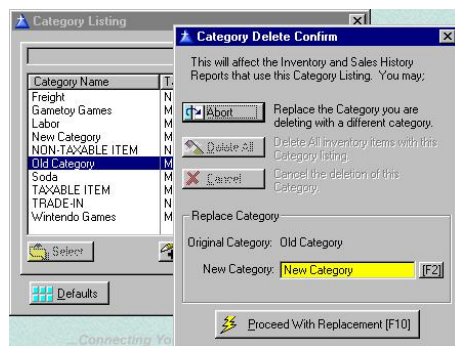 Category Listing
Category Name
Freight N
Gametoy Games M
Labor N
New Category M
NON-TAXABLE ITEM N
Old Category M
Soda M
TAXABLE ITEM M
TRADE-IN N
Wintendo Games M
Select
Defaults
...Connecting Yo
Category Delete Confirm
This will affect the Inventory and Sales History
Reports that use this Category Listing. You may;
Abort
Replace the Category you are
deleting with a different category.
Delete All
Delete All inventory items with this
Category listing.
Cancel
Cancel the deletion of this
Category.
Replace Category
Original Category: Old Category
New Category: New Category [F2]
Proceed With Replacement [F10]